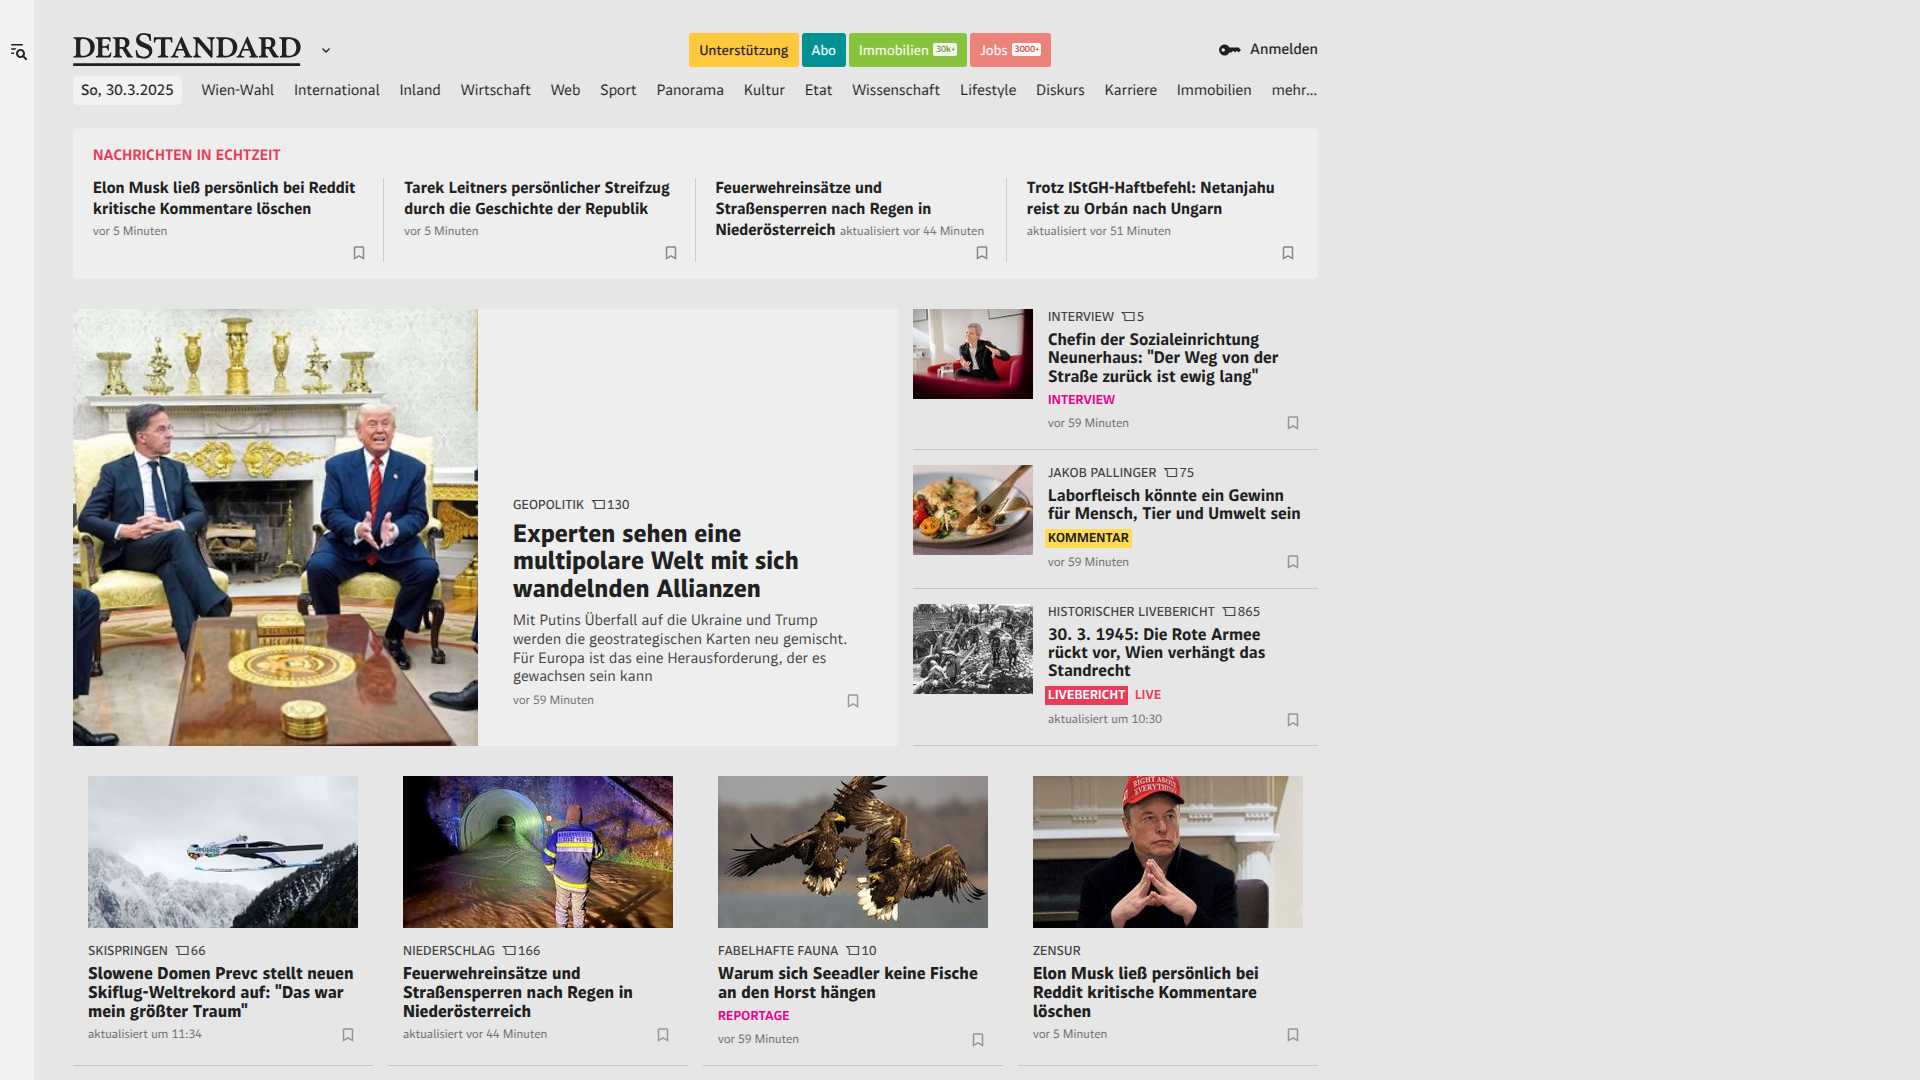 DERSTANDARD
Unterstützung
Abo
Immobilien 30k+
Jobs 3000+
Anmelden
So, 30.3.2025
Wien-Wahl
International
Inland
Wirtschaft
Web
Sport
Panorama
Kultur
Etat
Wissenschaft
Lifestyle
Diskurs
Karriere
Immobilien
mehr...
NACHRICHTEN IN ECHTZEIT
Elon Musk ließ persönlich bei Reddit
kritische Kommentare löschen
vor 5 Minuten
Tarek Leitners persönlicher Streifzug
durch die Geschichte der Republik
vor 5 Minuten
Feuerwehreinsätze und
Straßensperren nach Regen in
Niederösterreich aktualisiert vor 44 Minuten
Trotz IStGH-Haftbefehl: Netanjahu
reist zu Orbán nach Ungarn
aktualisiert vor 51 Minuten
GEOPOLITIK 130
Experten sehen eine
multipolare Welt mit sich
wandelnden Allianzen
Mit Putins Überfall auf die Ukraine und Trump
werden die geostrategischen Karten neu gemischt.
Für Europa ist das eine Herausforderung, der es
gewachsen sein kann
vor 59 Minuten
INTERVIEW 5
Chefin der Sozialeinrichtung
Neunerhaus: "Der Weg von der
Straße zurück ist ewig lang"
INTERVIEW
vor 59 Minuten
JAKOB PALLINGER 75
Laborfleisch könnte ein Gewinn
für Mensch, Tier und Umwelt sein
KOMMENTAR
vor 59 Minuten
HISTORISCHER LIVEBERICHT 865
30. 3. 1945: Die Rote Armee
rückt vor, Wien verhängt das
Standrecht
LIVEBERICHT LIVE
aktualisiert um 10:30
SKISPRINGEN 66
Slowene Domen Prevc stellt neuen
Skiflug-Weltrekord auf: "Das war
mein größter Traum"
aktualisiert um 11:34
NIEDERSCHLAG 166
Feuerwehreinsätze und
Straßensperren nach Regen in
Niederösterreich
aktualisiert vor 44 Minuten
FABELHAFTE FAUNA 10
Warum sich Seeadler keine Fische
an den Horst hängen
REPORTAGE
vor 59 Minuten
RIGHT ABOUT
EVERYTHING
ZENSUR
Elon Musk ließ persönlich bei
Reddit kritische Kommentare
löschen
vor 5 Minuten